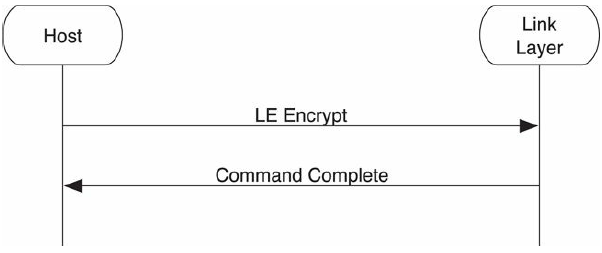 Host
Link
Layer
LE Encrypt
Command Complete